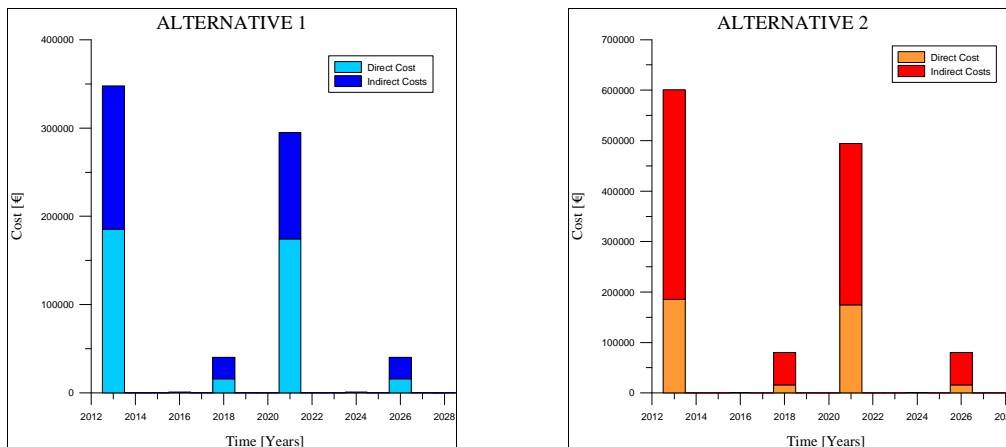 ALTERNATIVE 1
400000
300000
200000
100000
0
Cost [€]
Direct Cost
Indirect Costs
2012 2014 2016 2018 2020 2022 2024 2026 2028
Time [Years]
ALTERNATIVE 2
700000
600000
500000
400000
300000
200000
100000
0
Cost [€]
Direct Cost
Indirect Costs
2012 2014 2016 2018 2020 2022 2024 2026
Time [Years]